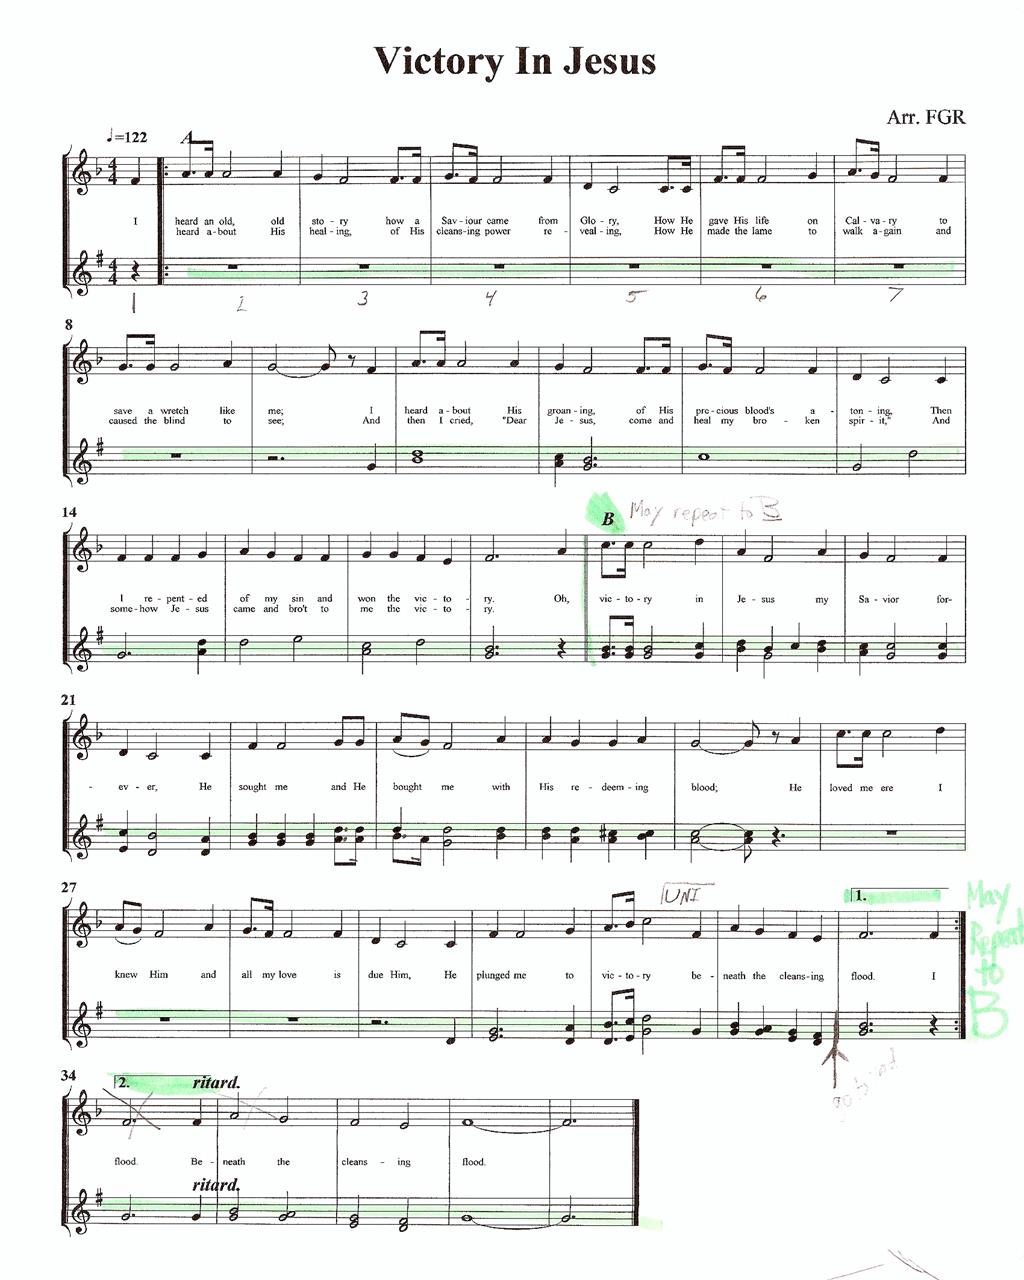 Victory In Jesus
Arr. FGR
♩=122 A
4 4
I heard an old, old sto - ry how a Sav - iour came from Glo - ry, How He gave His life on Cal - va - ry to
heard a - bout His heal - ing, of His cleans - ing power re - veal - ing, How He made the lame to walk a - gain and
4 4
1 2 3 4 5 6 7
8
save a wretch like me; I heard a - bout His groan - ing, of His pre - cious blood's a - ton - ing, Then
caused the blind to see; And then I cried, "Dear Je - sus, come and heal my bro - ken spir - it," And
14
B May repeat to B
I re - pent - ed of my sin and won the vic - to - ry. Oh, vic - to - ry in Je - sus my Sa - vior for-
some - how Je - sus came and bro't to me the vic - to - ry.
21
- ev - er, He sought me and He bought me with His re - deem - ing blood; He loved me ere I
27
UNI
1.
May Repeat to B
knew Him and all my love is due Him, He plunged me to vic - to - ry be - neath the cleans - ing flood. I
34
2. ritard.
flood. Be - neath the cleans - ing flood.
ritard.